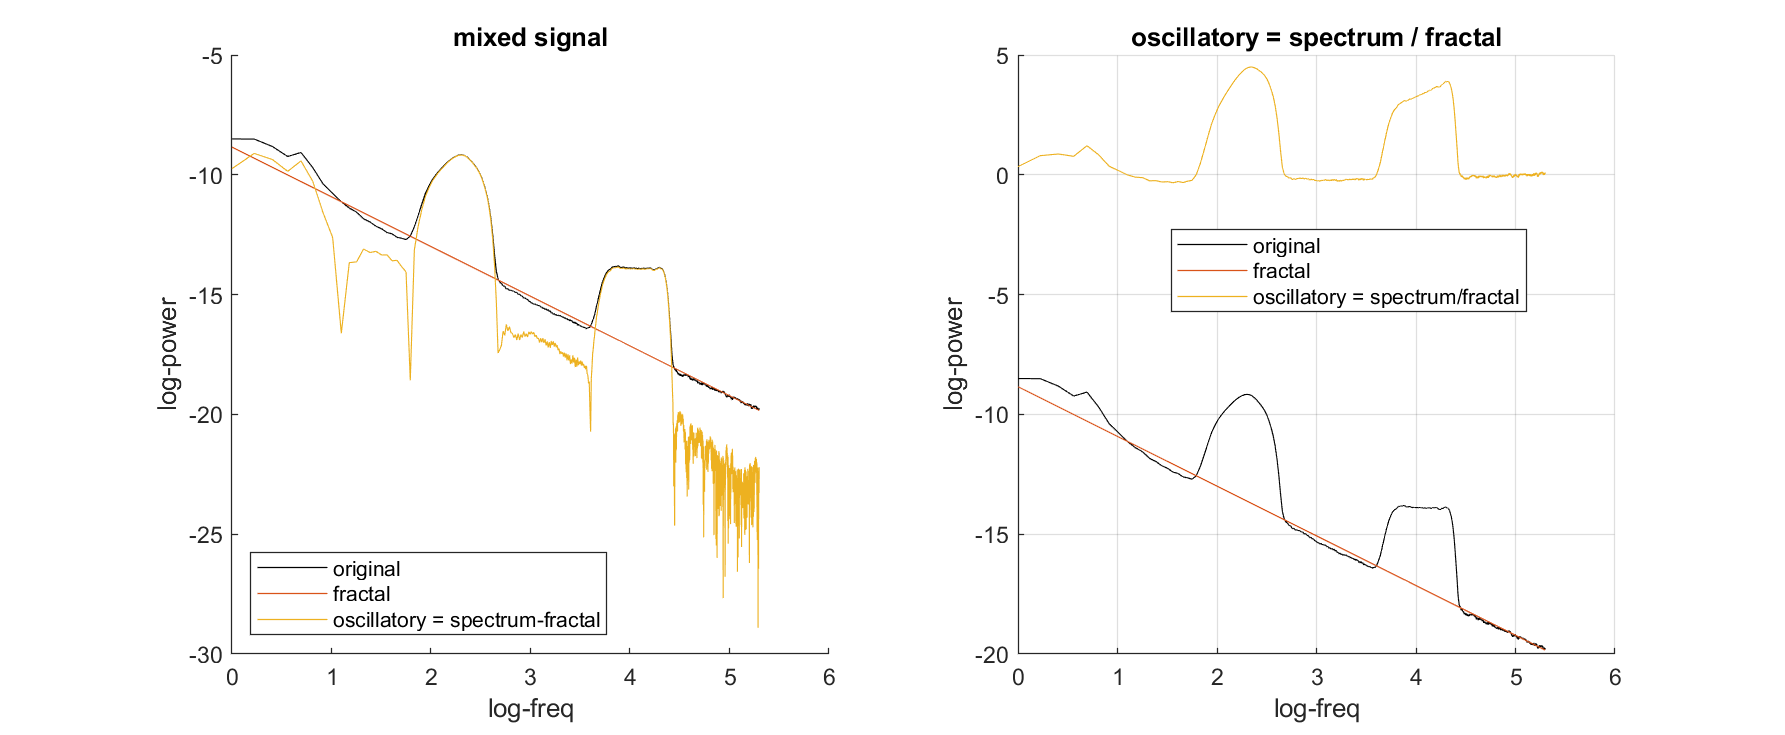 mixed signal
-5
-10
-15
-20
-25
-30
log-power
0 1 2 3 4 5 6
log-freq
original
fractal
oscillatory = spectrum-fractal
oscillatory = spectrum / fractal
5
0
-5
-10
-15
-20
log-power
0 1 2 3 4 5 6
log-freq
original
fractal
oscillatory = spectrum/fractal